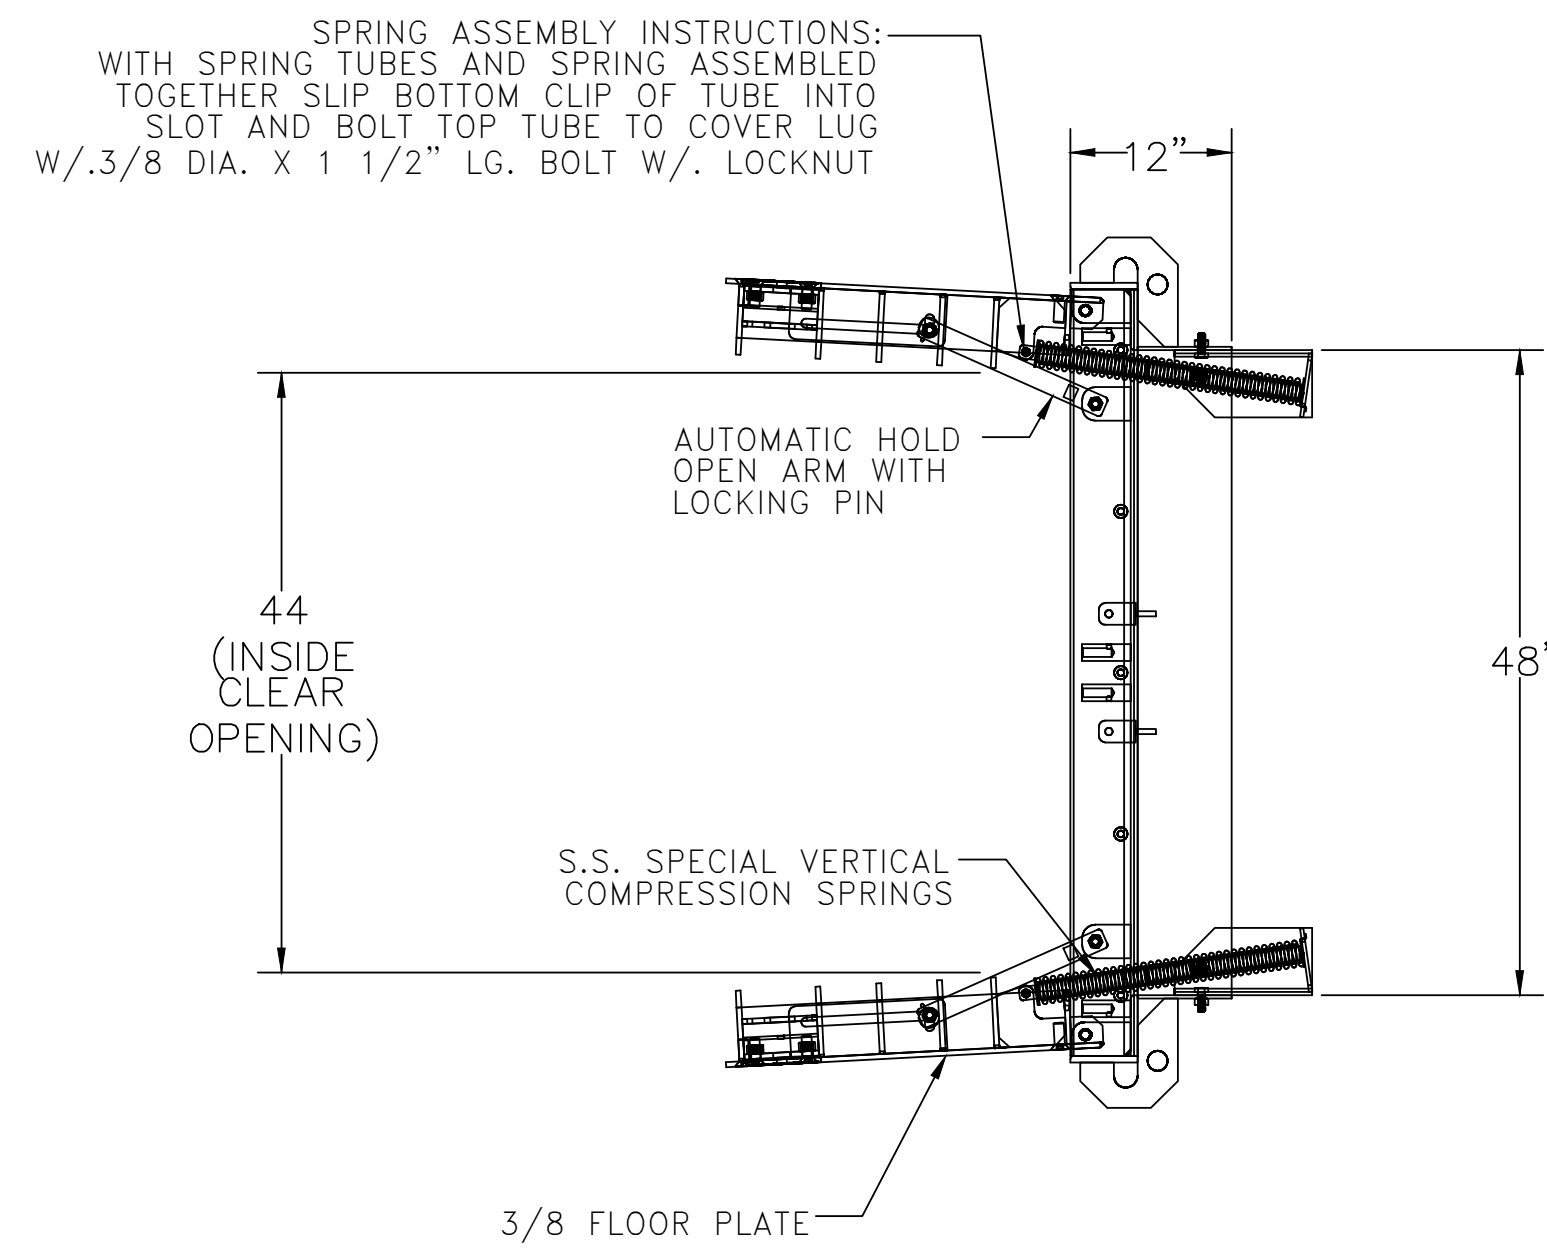 SPRING ASSEMBLY INSTRUCTIONS:
WITH SPRING TUBES AND SPRING ASSEMBLED
TOGETHER SLIP BOTTOM CLIP OF TUBE INTO
SLOT AND BOLT TOP TUBE TO COVER LUG
W/.3/8 DIA. X 1 1/2” LG. BOLT W/. LOCKNUT
12”
AUTOMATIC HOLD
OPEN ARM WITH
LOCKING PIN
44
(INSIDE
CLEAR
OPENING)
48”
S.S. SPECIAL VERTICAL
COMPRESSION SPRINGS
3/8 FLOOR PLATE